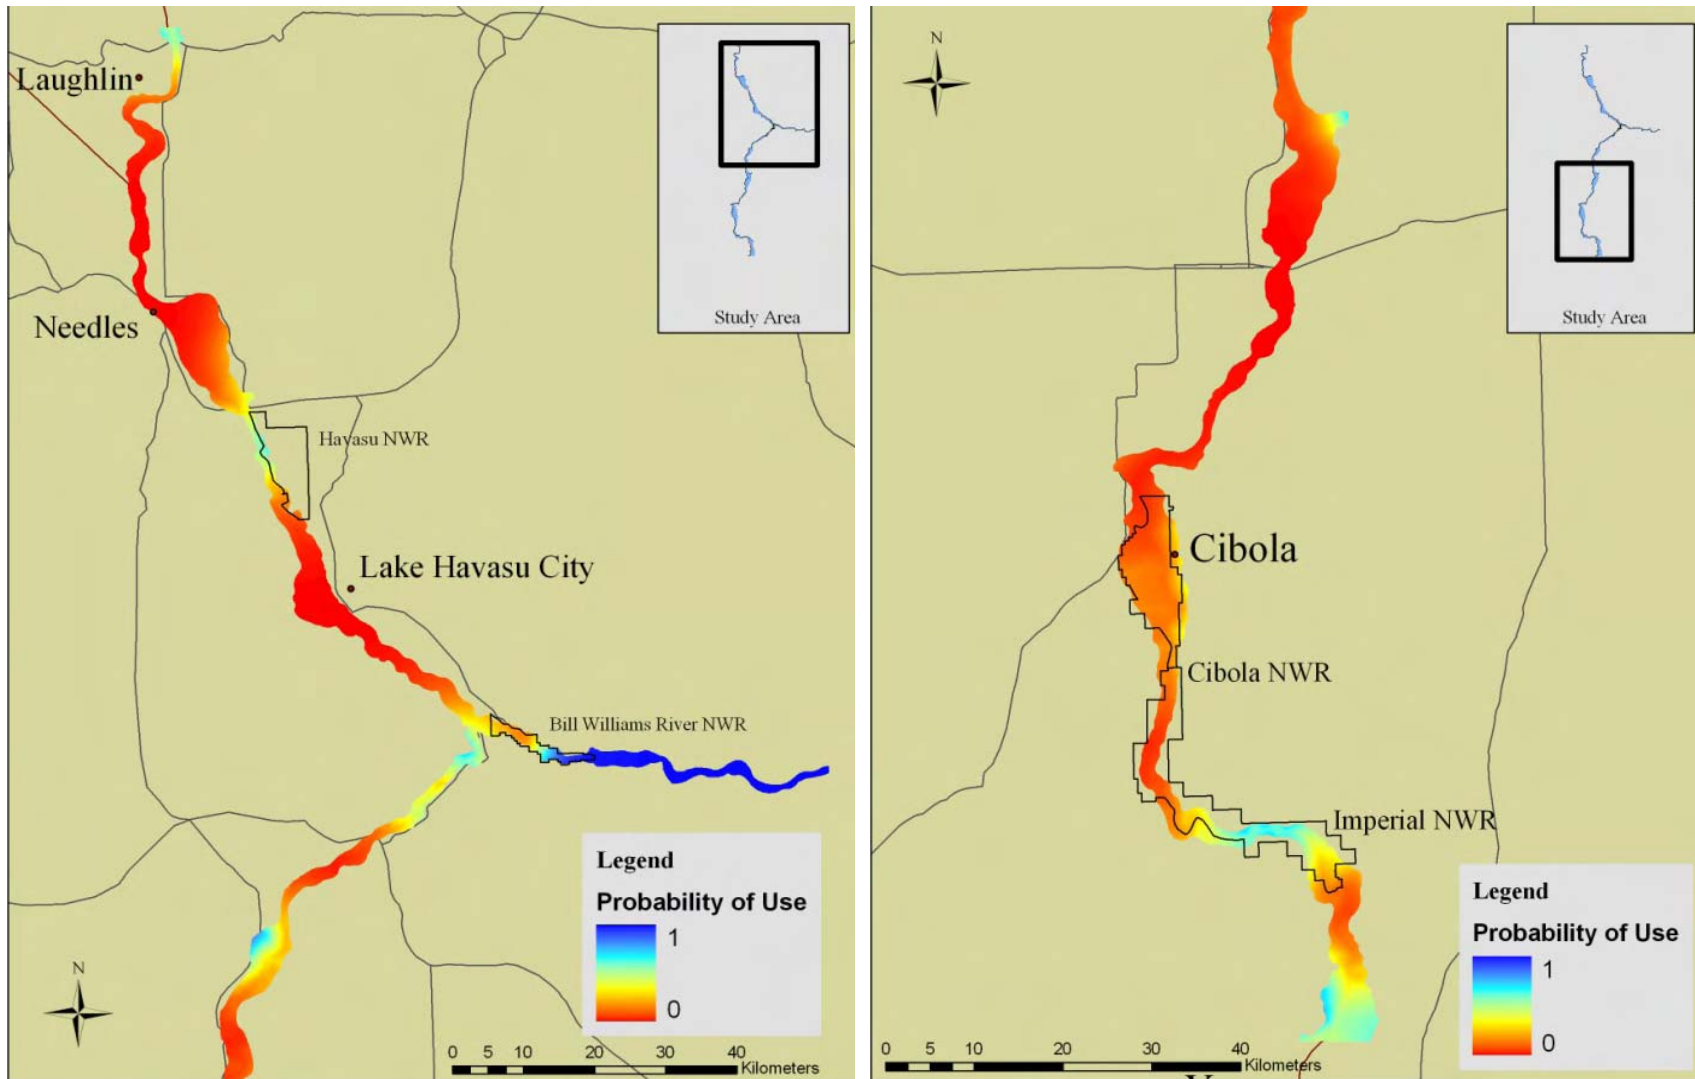 Laughlin
Needles
Havasu NWR
Lake Havasu City
Bill Williams River NWR
Study Area
N
Legend
Probability of Use
1
0
0 5 10 20 30 40
Kilometers
N
Study Area
Cibola
Cibola NWR
Imperial NWR
Legend
Probability of Use
1
0
0 5 10 20 30 40
Kilometers